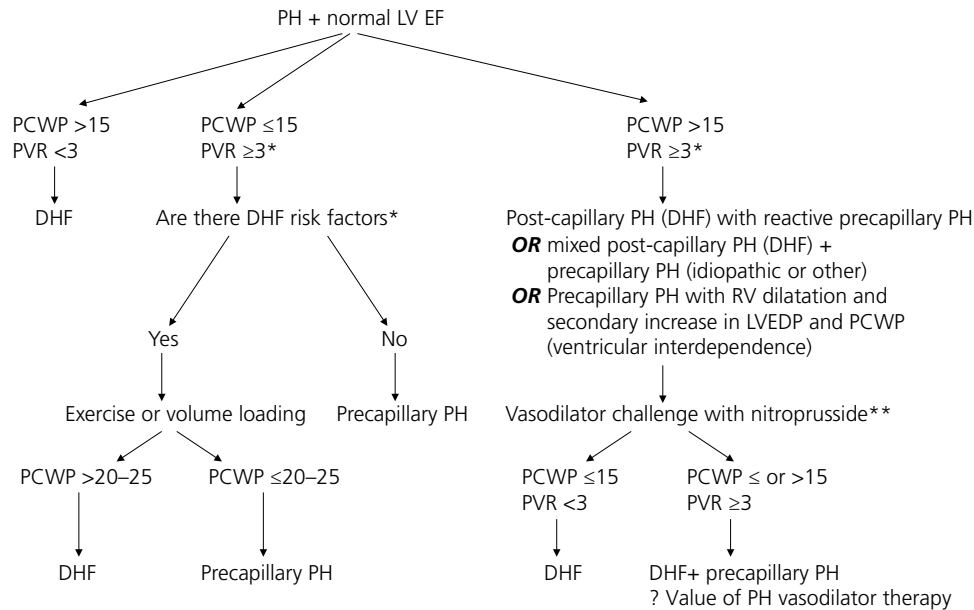 PH + normal LV EF
PCWP >15
PVR <3
DHF
PCWP ≤15
PVR ≥3*
Are there DHF risk factors*
Yes
No
Exercise or volume loading
Precapillary PH
PCWP >20–25
PCWP ≤20–25
DHF
Precapillary PH
PCWP >15
PVR ≥3*
Post-capillary PH (DHF) with reactive precapillary PH
OR mixed post-capillary PH (DHF) +
precapillary PH (idiopathic or other)
OR Precapillary PH with RV dilatation and
secondary increase in LVEDP and PCWP
(ventricular interdependence)
Vasodilator challenge with nitroprusside**
PCWP ≤15
PVR <3
DHF
PCWP ≤ or >15
PVR ≥3
DHF+ precapillary PH
? Value of PH vasodilator therapy